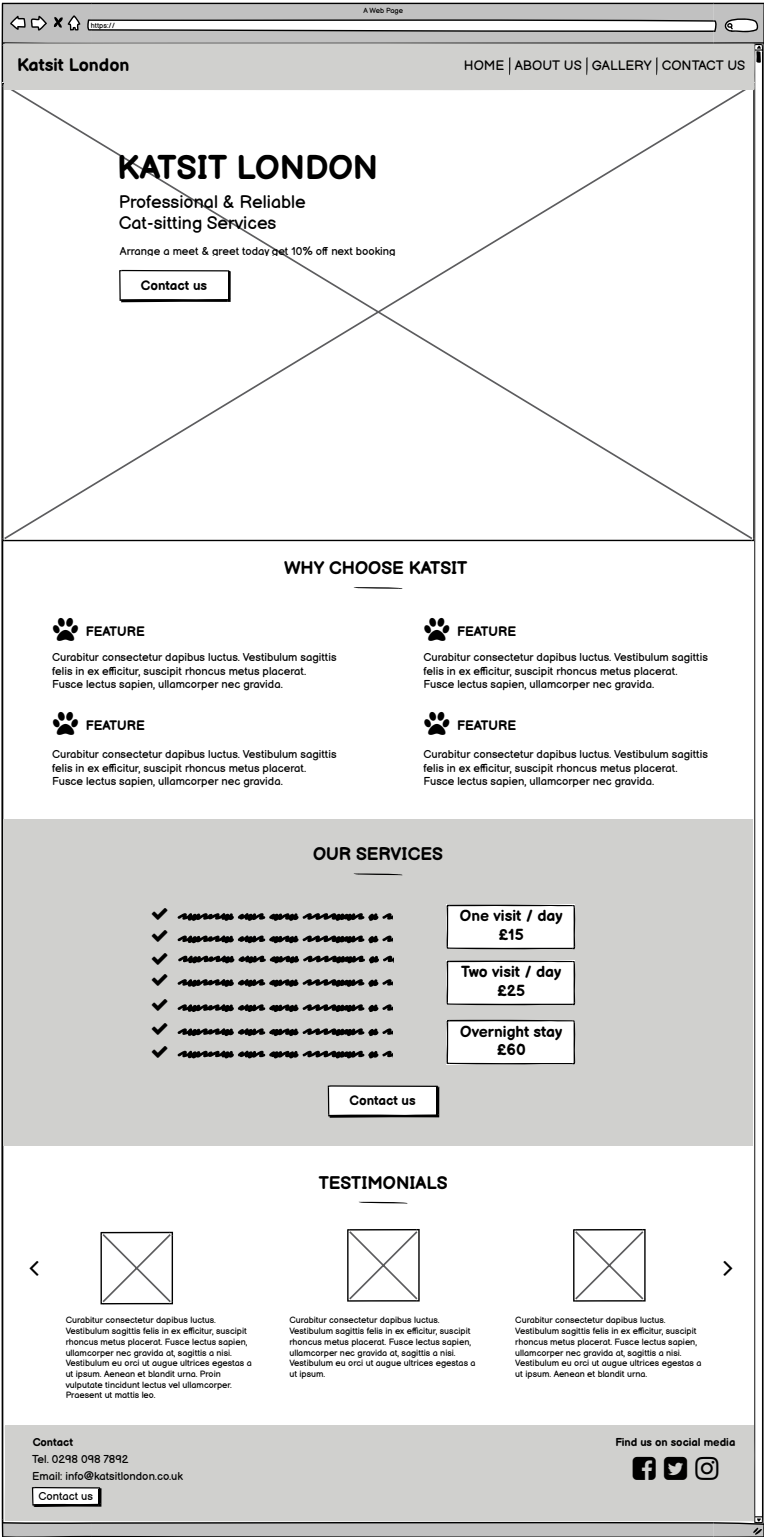 A Web Page
https://
Katsit London
HOME | ABOUT US | GALLERY | CONTACT US
KATSIT LONDON
Professional & Reliable
Cat-sitting Services
Arrange a meet & greet today get 10% off next booking
Contact us
WHY CHOOSE KATSIT
FEATURE
Curabitur consectetur dapibus luctus. Vestibulum sagittis
felis in ex efficitur, suscipit rhoncus metus placerat.
Fusce lectus sapien, ullamcorper nec gravida.
FEATURE
Curabitur consectetur dapibus luctus. Vestibulum sagittis
felis in ex efficitur, suscipit rhoncus metus placerat.
Fusce lectus sapien, ullamcorper nec gravida.
FEATURE
Curabitur consectetur dapibus luctus. Vestibulum sagittis
felis in ex efficitur, suscipit rhoncus metus placerat.
Fusce lectus sapien, ullamcorper nec gravida.
FEATURE
Curabitur consectetur dapibus luctus. Vestibulum sagittis
felis in ex efficitur, suscipit rhoncus metus placerat.
Fusce lectus sapien, ullamcorper nec gravida.
OUR SERVICES
One visit / day
£15
Two visit / day
£25
Overnight stay
£60
Contact us
TESTIMONIALS
Curabitur consectetur dapibus luctus.
Vestibulum sagittis felis in ex efficitur, suscipit
rhoncus metus placerat. Fusce lectus sapien,
ullamcorper nec gravida at, sagittis a nisi.
Vestibulum eu orci ut augue ultrices egestas a
ut ipsum. Aenean et blandit urna. Proin
vulputate tincidunt lectus vel ullamcorper.
Praesent ut mattis leo.
Curabitur consectetur dapibus luctus.
Vestibulum sagittis felis in ex efficitur, suscipit
rhoncus metus placerat. Fusce lectus sapien,
ullamcorper nec gravida at, sagittis a nisi.
Vestibulum eu orci ut augue ultrices egestas a
ut ipsum.
Curabitur consectetur dapibus luctus.
Vestibulum sagittis felis in ex efficitur, suscipit
rhoncus metus placerat. Fusce lectus sapien,
ullamcorper nec gravida at, sagittis a nisi.
Vestibulum eu orci ut augue ultrices egestas a
ut ipsum. Aenean et blandit urna.
Contact
Tel. 0298 098 7892
Email: info@katsitlondon.co.uk
Contact us
Find us on social media